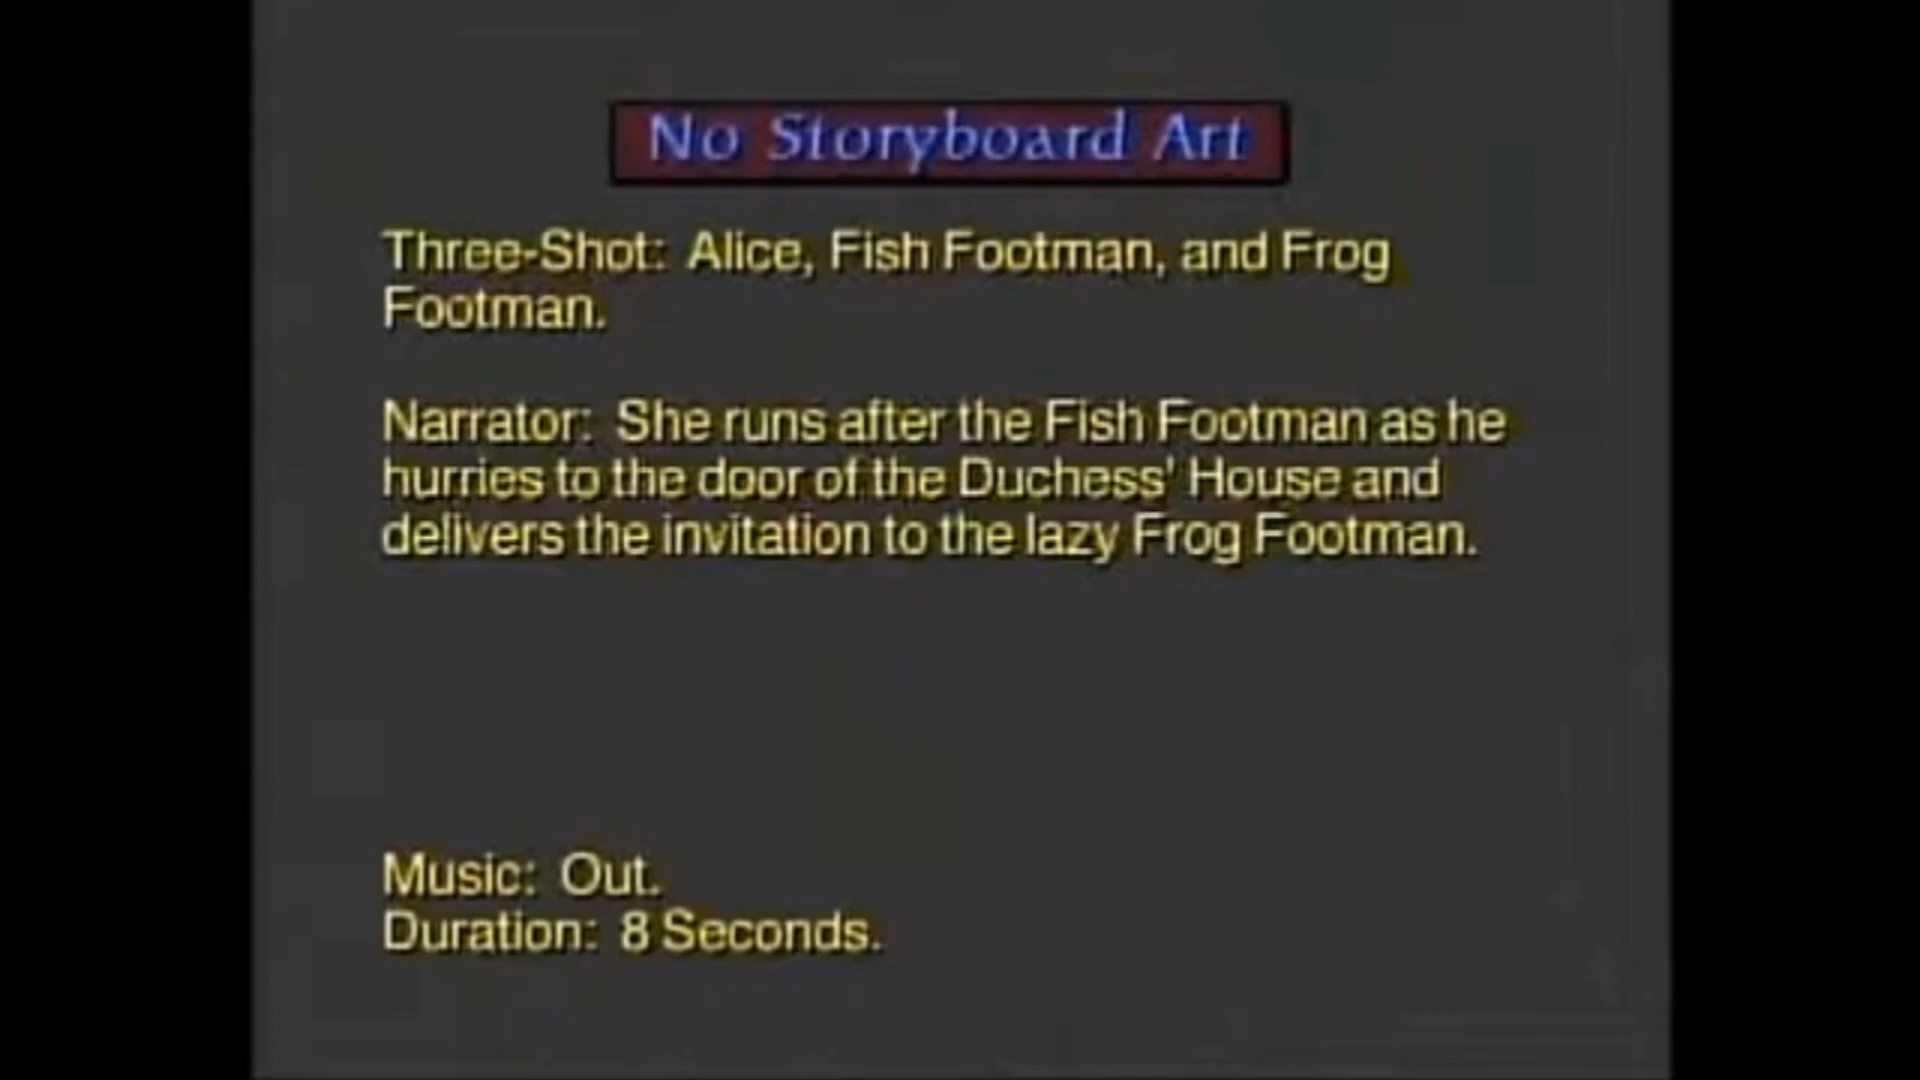 No Storyboard Art
Three-Shot: Alice, Fish Footman, and Frog
Footman.
Narrator: She runs after the Fish Footman as he
hurries to the door of the Duchess' House and
delivers the invitation to the lazy Frog Footman.
Music: Out.
Duration: 8 Seconds.